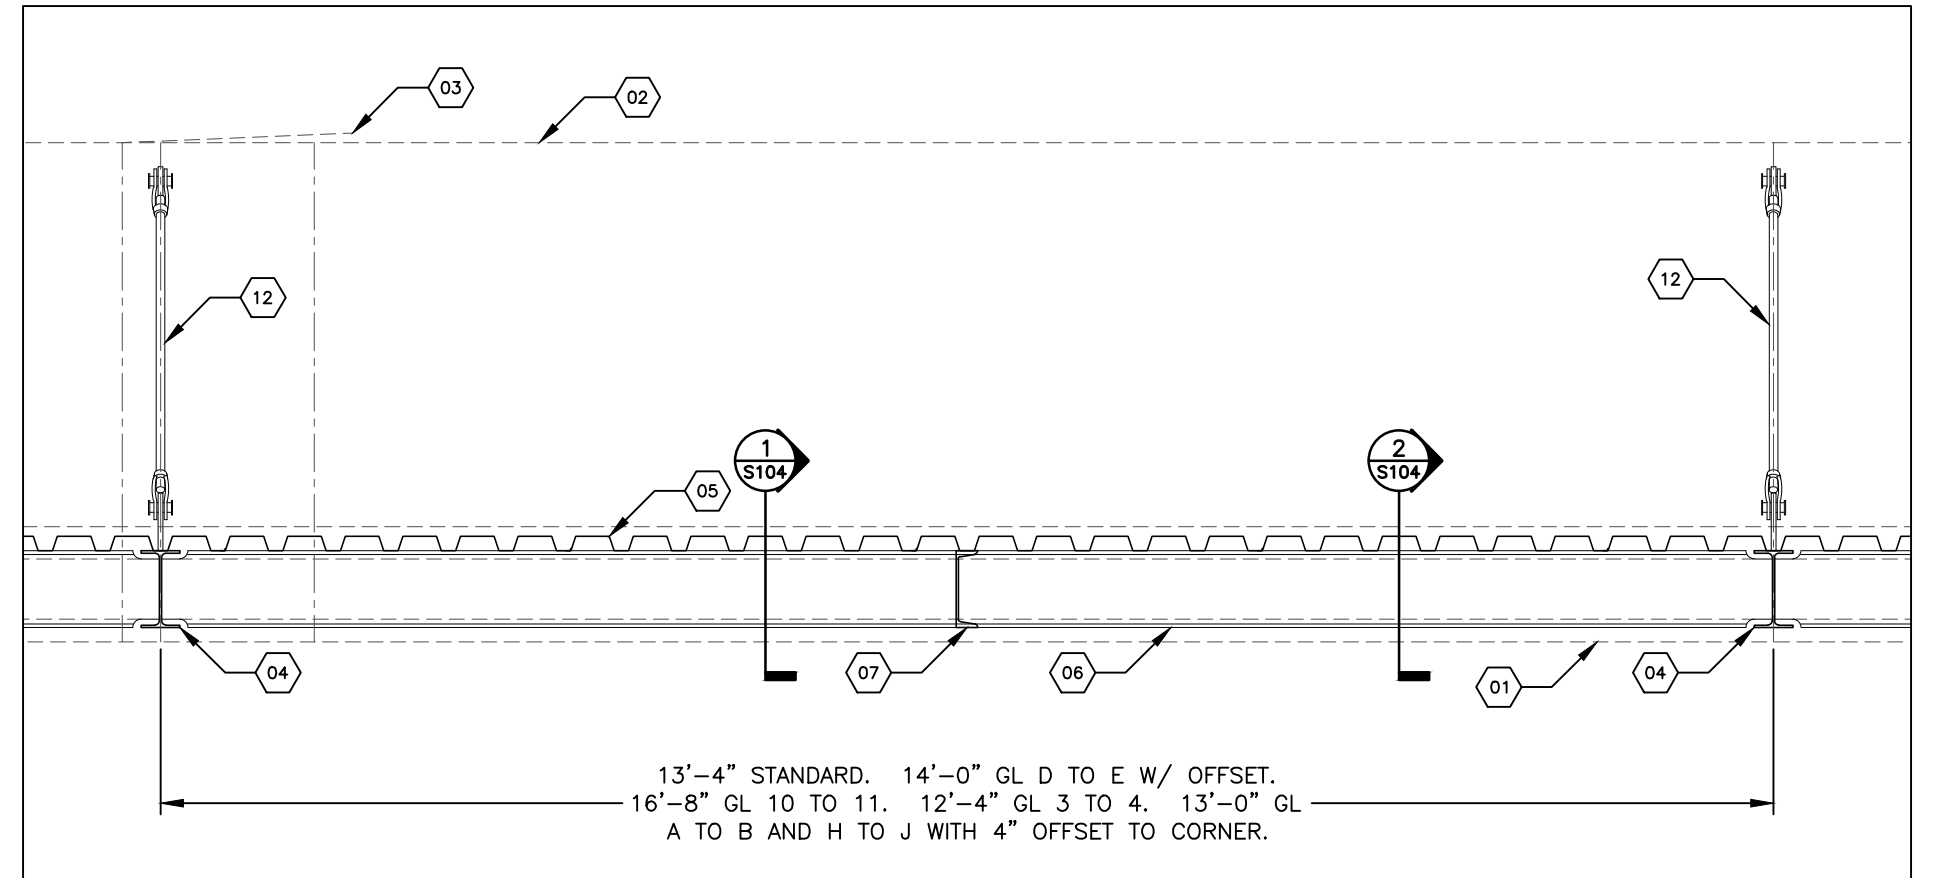 03
02
12
12
1
S104
2
S104
05
04
07
06
01
04
13'-4" STANDARD. 14'-0" GL D TO E W/ OFFSET.
16'-8" GL 10 TO 11. 12'-4" GL 3 TO 4. 13'-0" GL
A TO B AND H TO J WITH 4" OFFSET TO CORNER.